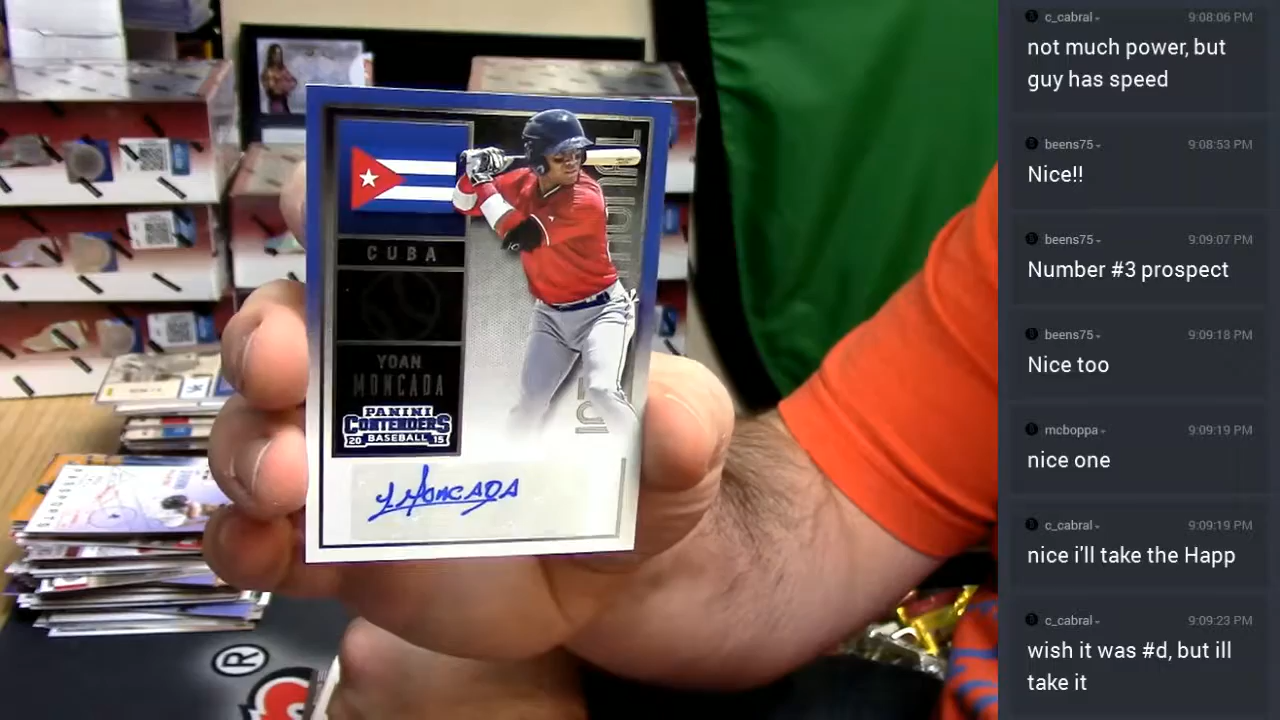 CUBA
YOAN
MONCADA
PANINI
CONTENDERS
20 BASEBALL 15
Y. MONCADA
PASSPORTS
®
c_cabral 9:08:06 PM
not much power, but
guy has speed
beens75 9:08:53 PM
Nice!!
beens75 9:09:07 PM
Number #3 prospect
beens75 9:09:18 PM
Nice too
mcboppa 9:09:19 PM
nice one
c_cabral 9:09:19 PM
nice i'll take the Happ
c_cabral 9:09:23 PM
wish it was #d, but ill
take it